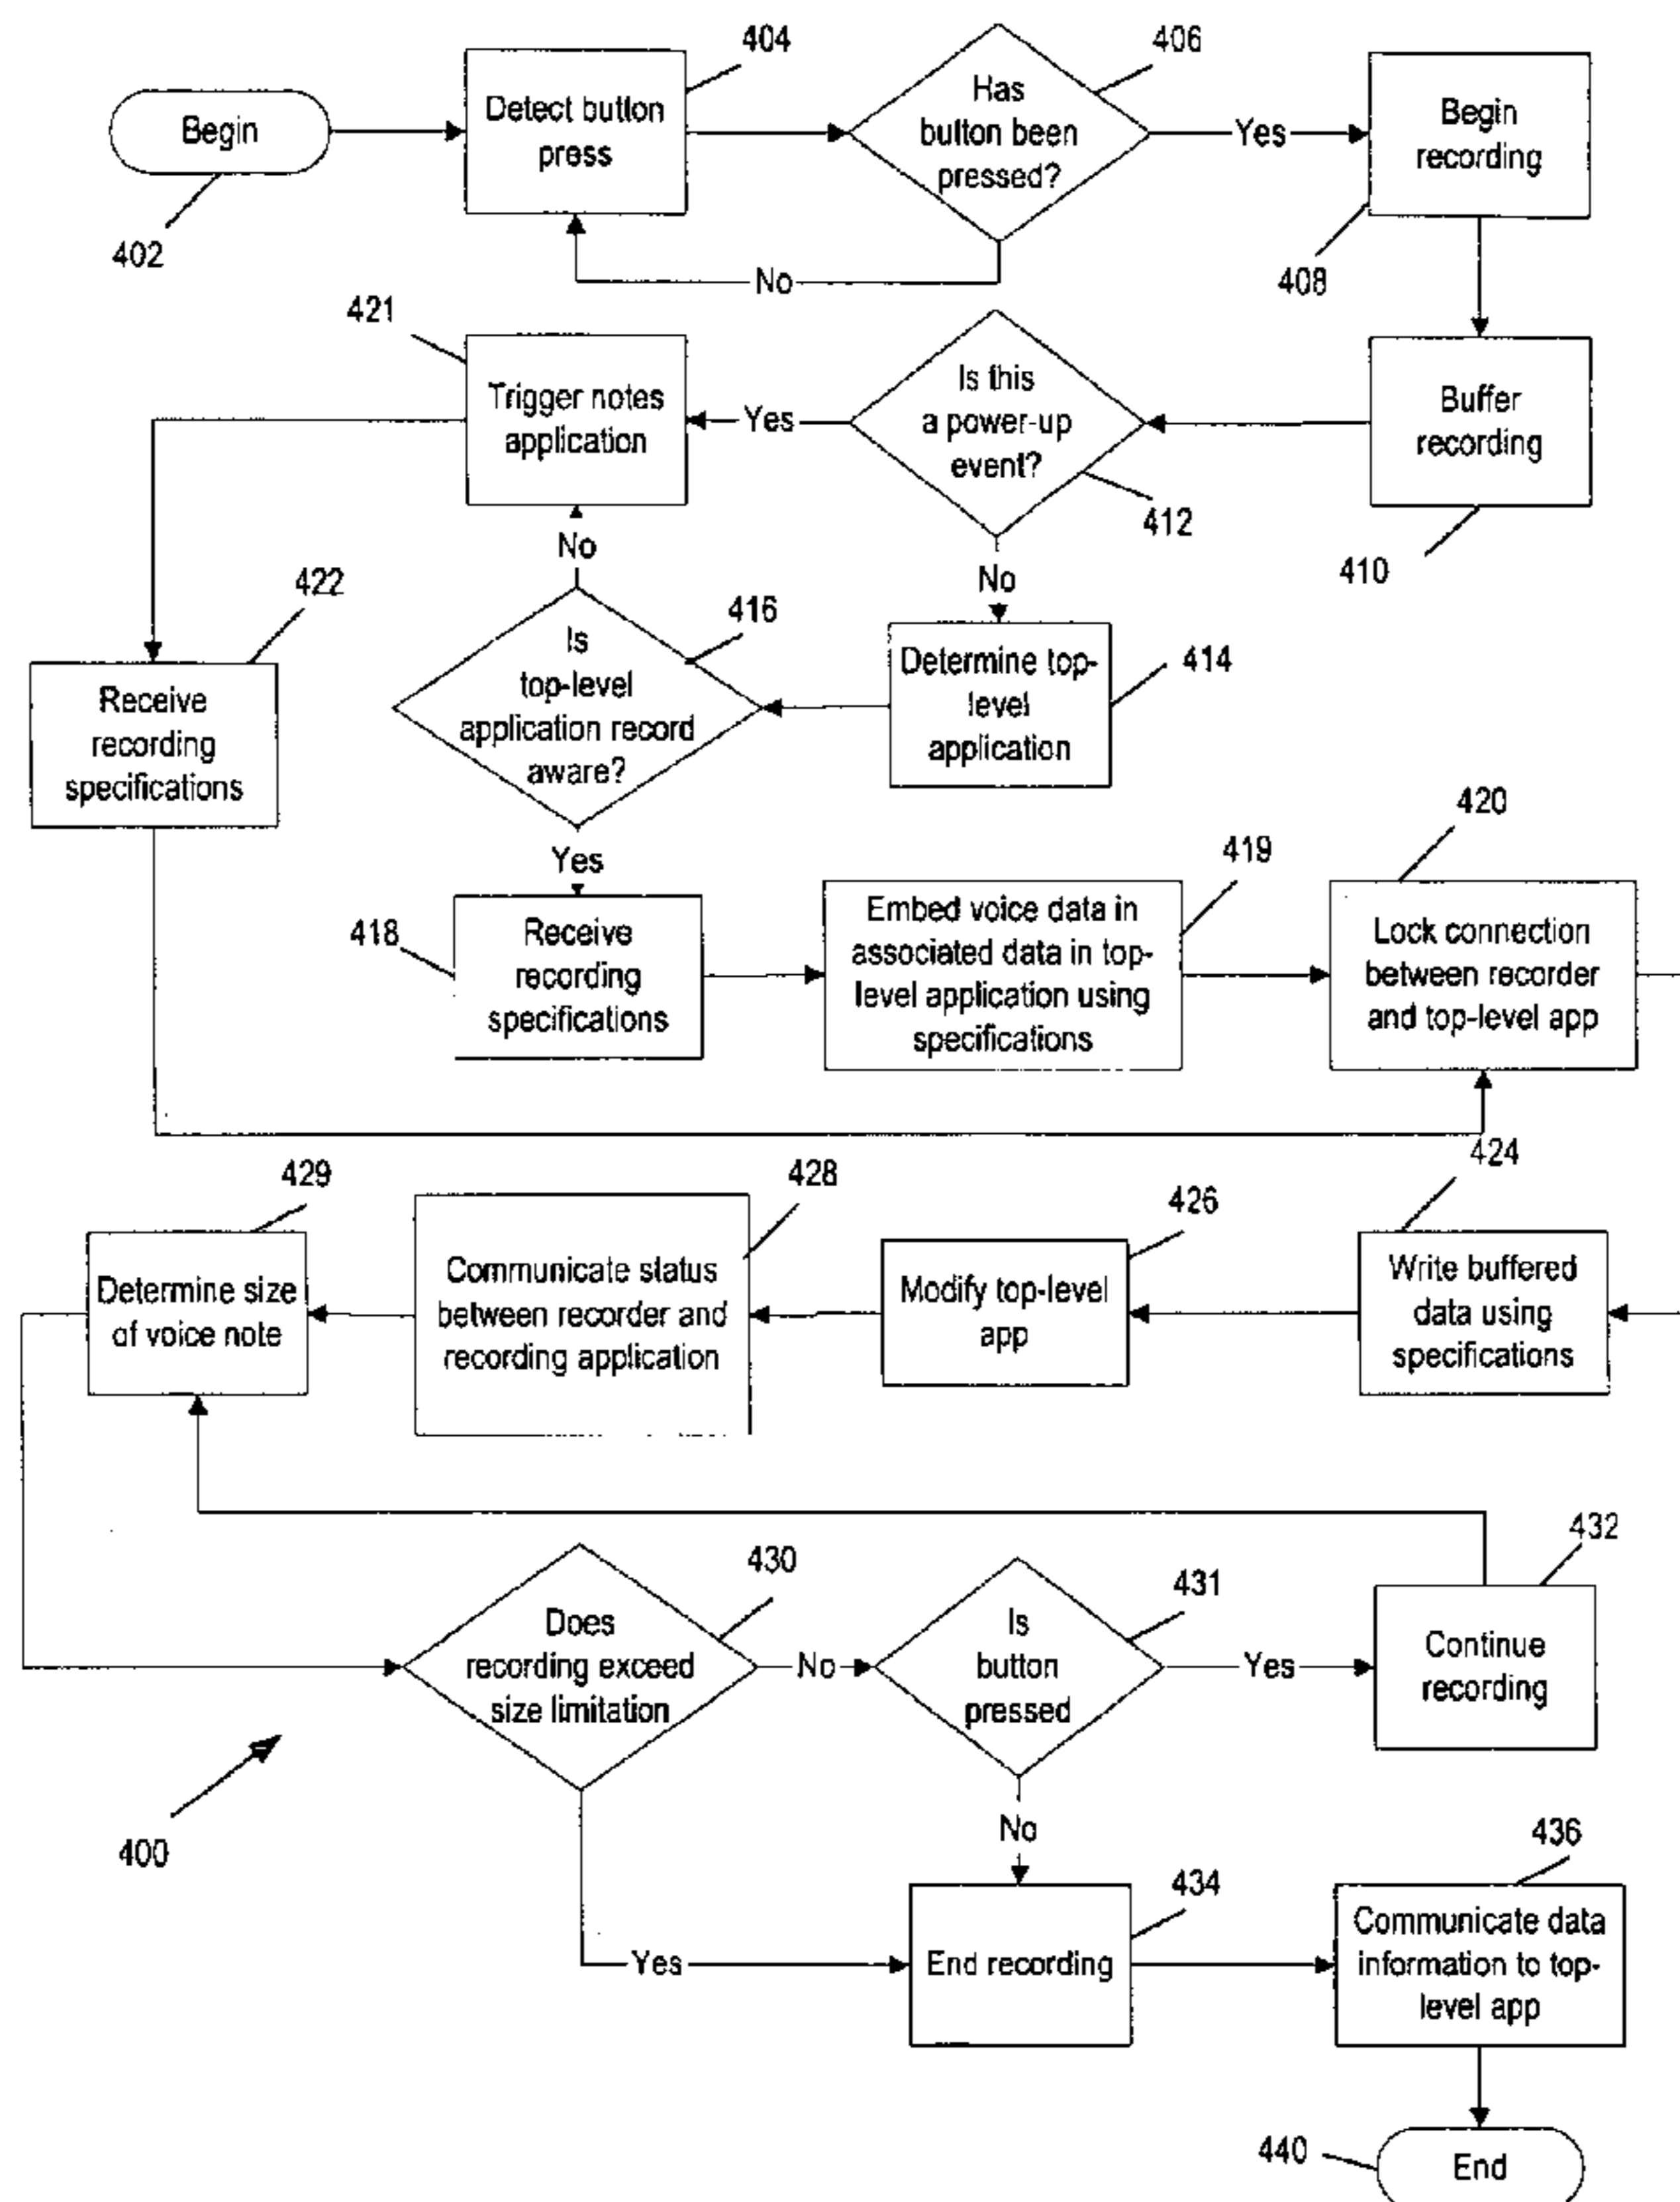 404
406
Begin
Detect button
press
Has
button been
pressed?
Yes
Begin
recording
402
No
408
421
Trigger notes
application
Yes
Is this
a power-up
event?
412
Buffer
recording
410
No
No
422
416
Is
top-level
application record
aware?
Determine top-
level
application
414
Receive
recording
specifications
Yes
418
Receive
recording
specifications
419
Embed voice data in
associated data in top-
level application using
specifications
420
Lock connection
between recorder
and top-level app
424
429
428
426
Determine size
of voice note
Communicate status
between recorder and
recording application
Modify top-level
app
Write buffered
data using
specifications
432
430
431
Does
recording exceed
size limitation
No
Is
button
pressed
Yes
Continue
recording
400
No
434
436
Yes
End recording
Communicate data
information to top-
level app
440
End